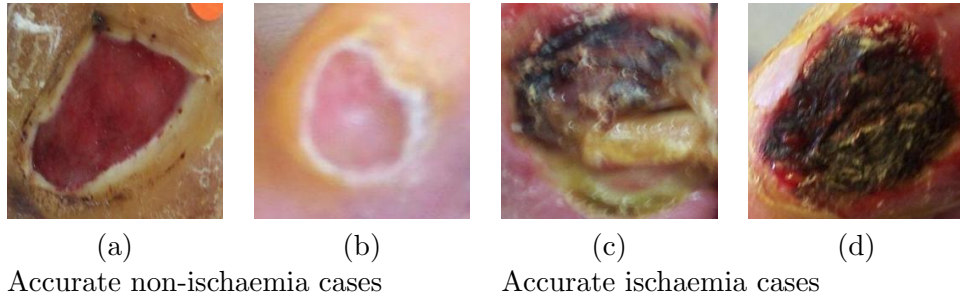 (a) (b) (c) (d)
Accurate non-ischaemia cases Accurate ischaemia cases